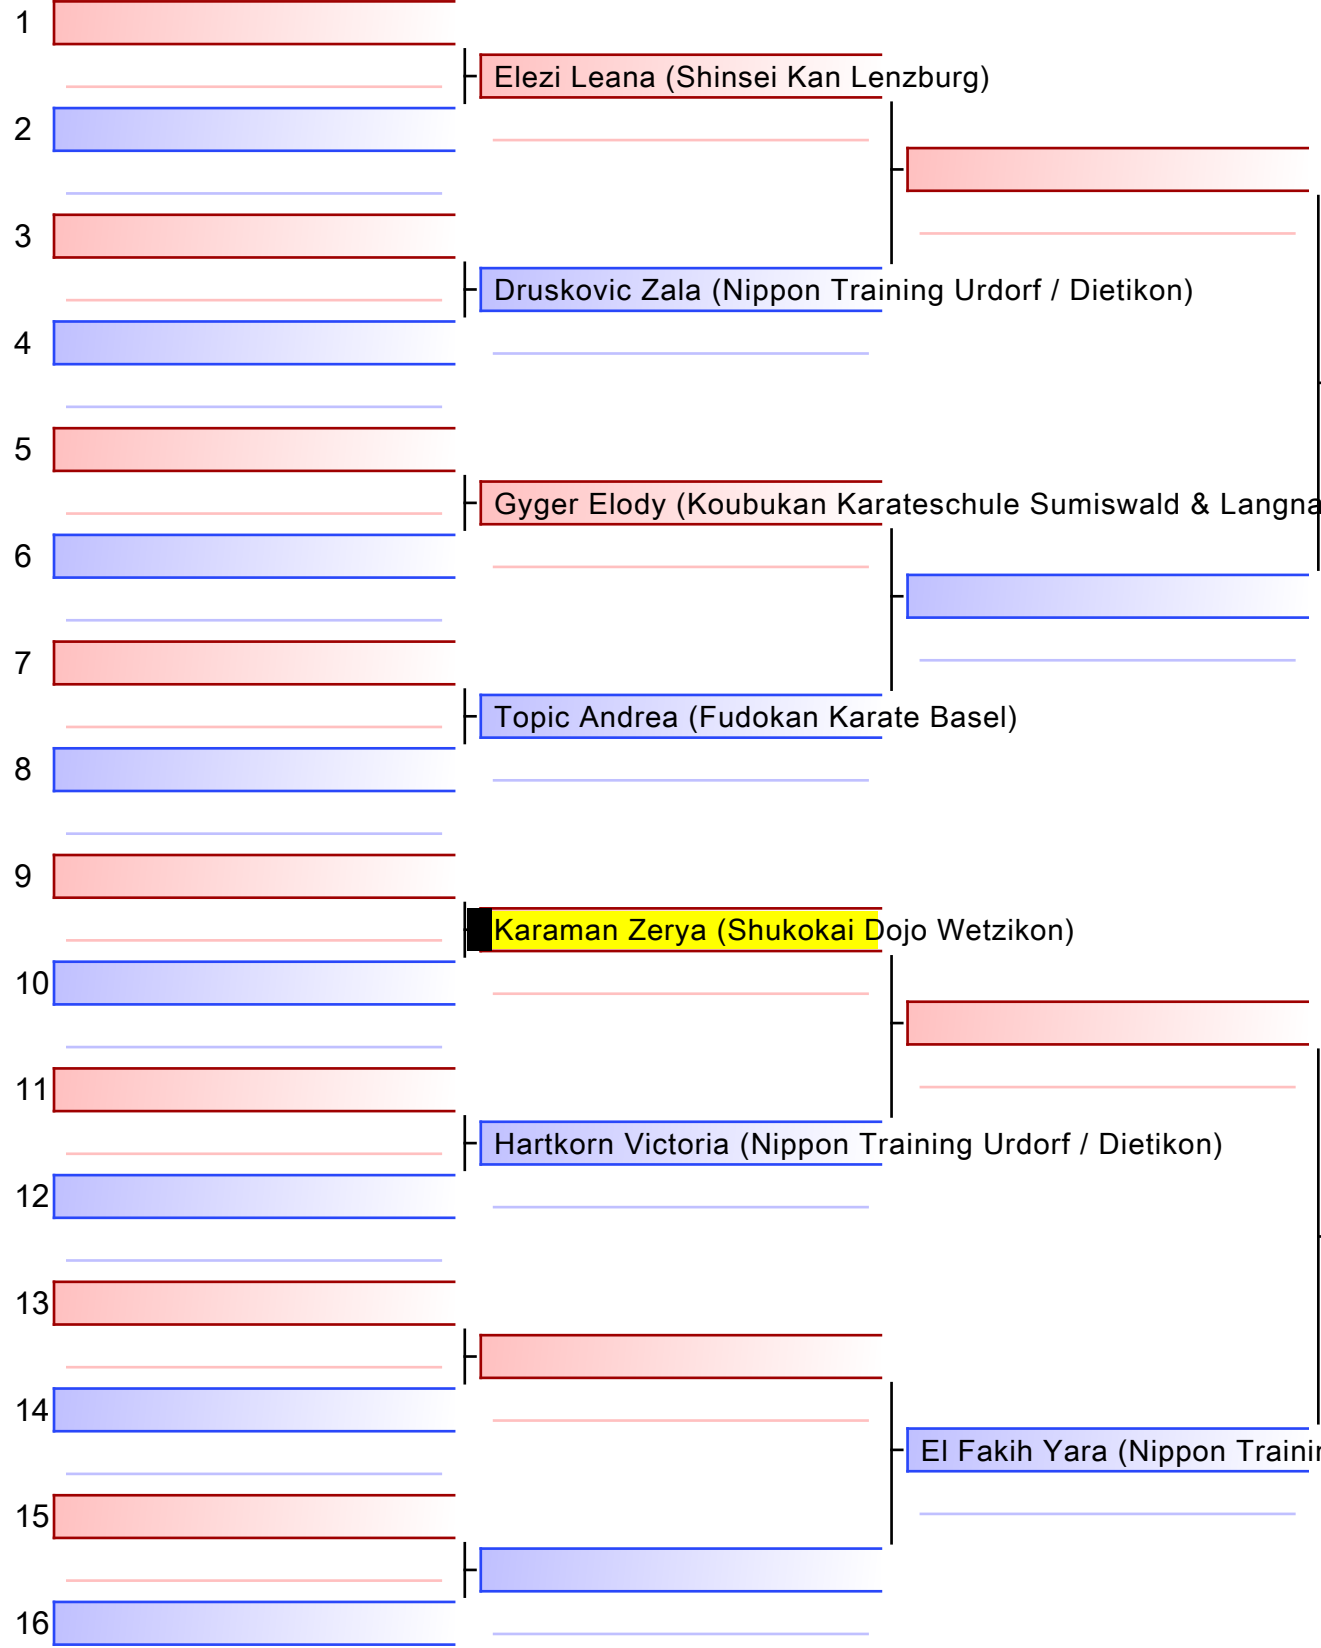 1
Elezi Leana (Shinsei Kan Lenzburg)
2
3
Druskovic Zala (Nippon Training Urdorf / Dietikon)
4
5
Gyger Elody (Koubukan Karateschule Sumiswald & Langna
6
7
Topic Andrea (Fudokan Karate Basel)
8
9
Karaman Zerya (Shukokai Dojo Wetzikon)
10
11
Hartkorn Victoria (Nippon Training Urdorf / Dietikon)
12
13
14
El Fakih Yara (Nippon Trainin
15
16